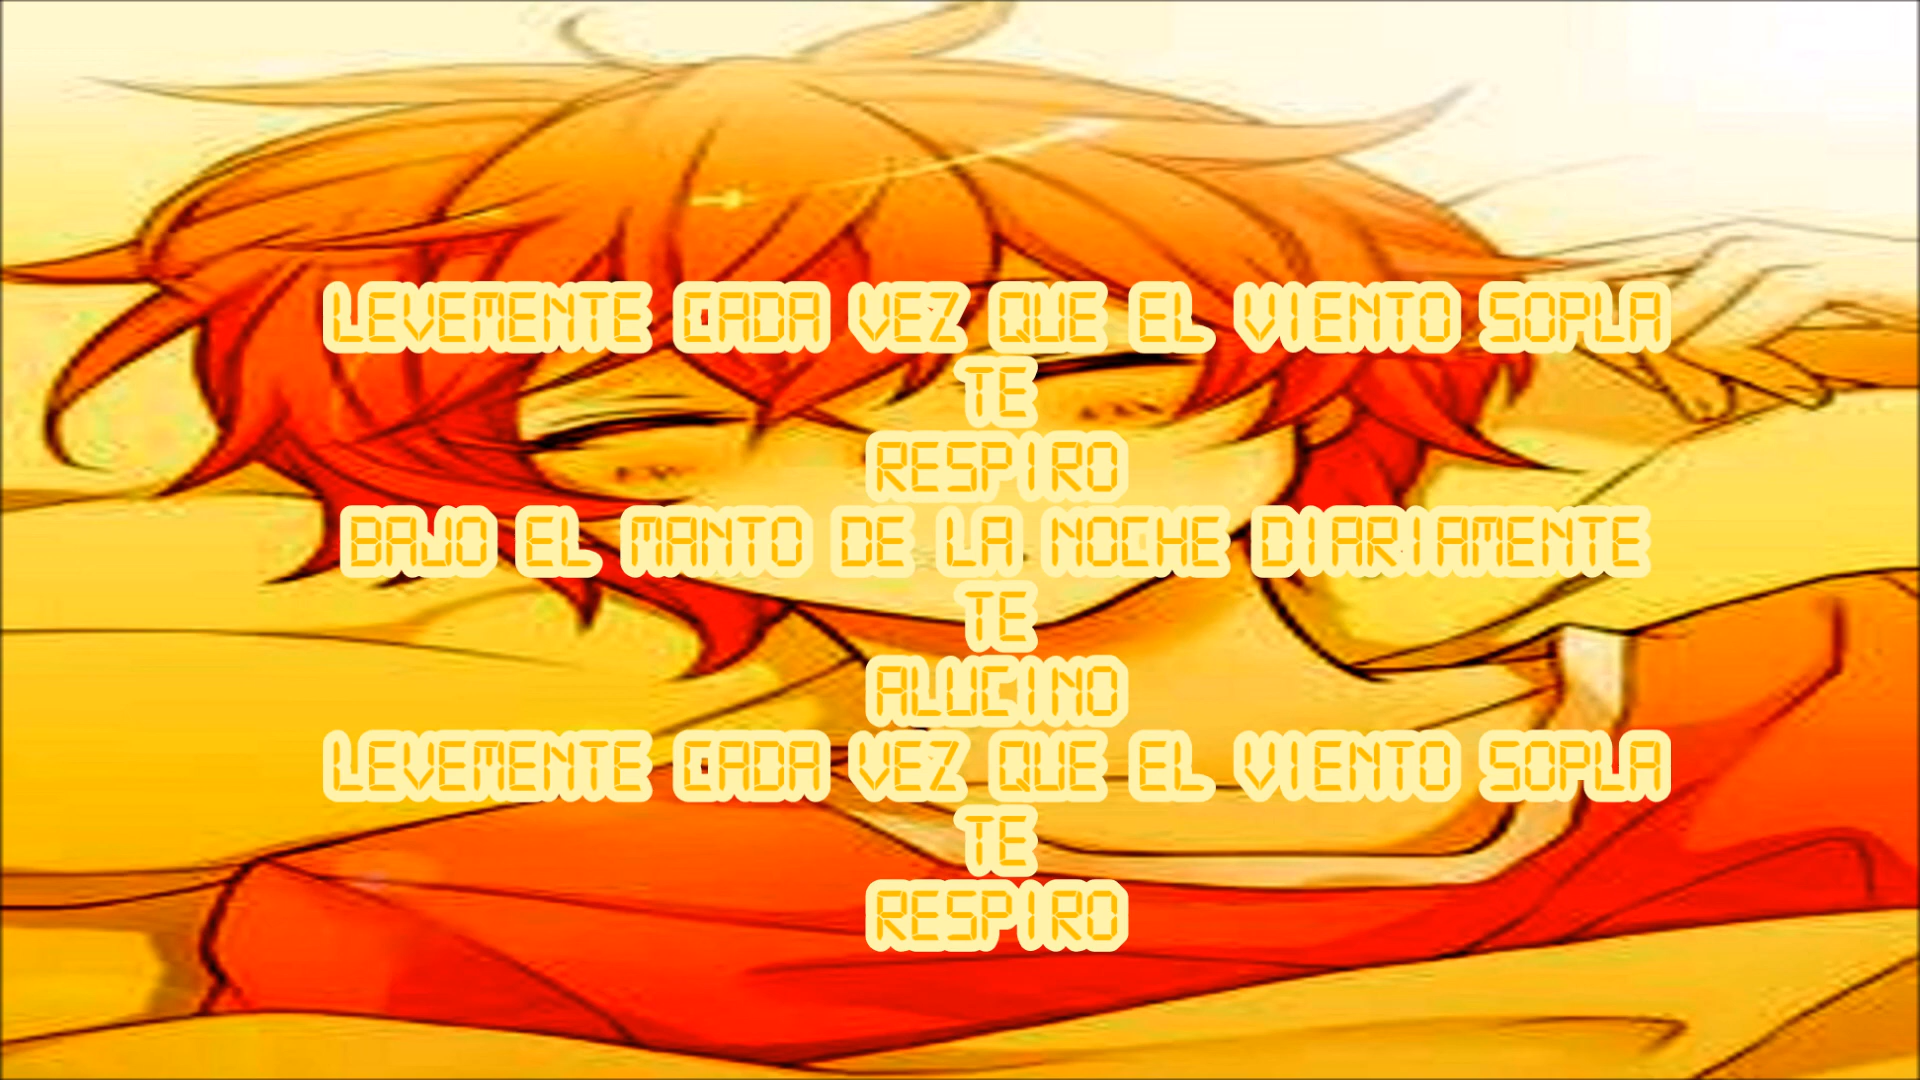 LEVEMENTE CADA VEZ QUE EL VIENTO SOPLA
TE
RESPIRO
BAJO EL MANTO DE LA NOCHE DIARIAMENTE
TE
ALUCINO
LEVEMENTE CADA VEZ QUE EL VIENTO SOPLA
TE
RESPIRO